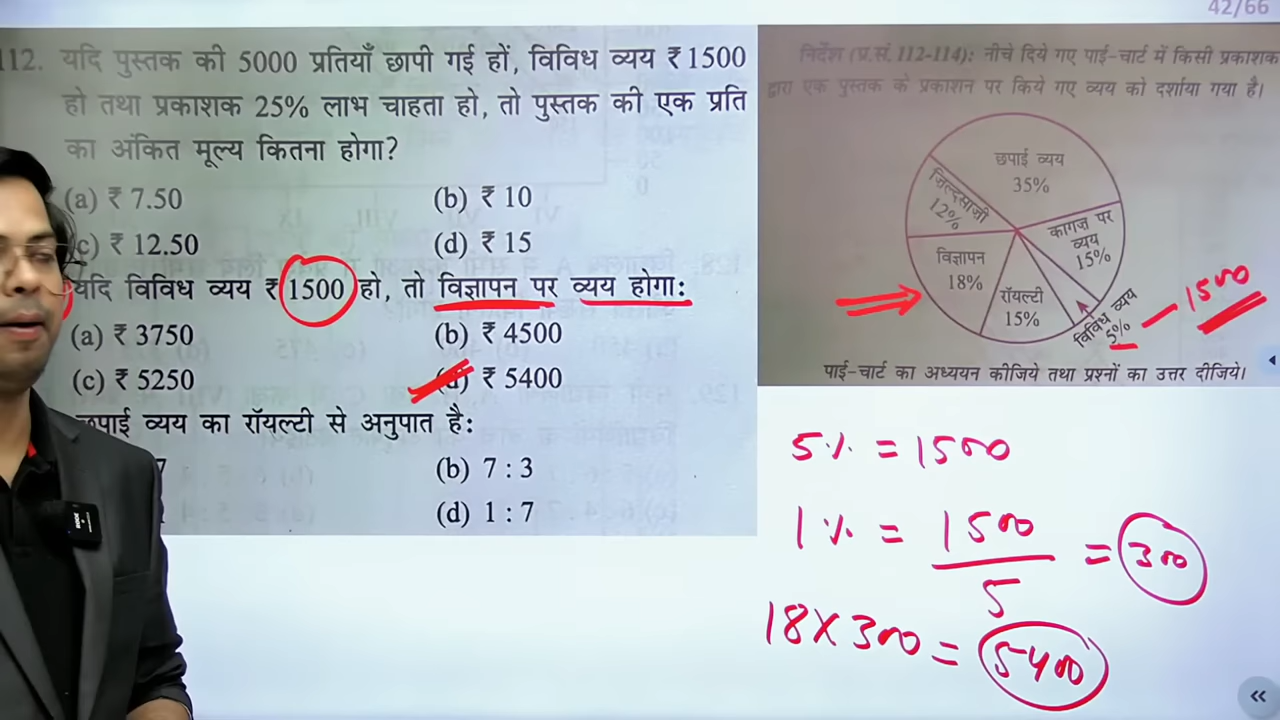 42/66
112. यदि पुस्तक की 5000 प्रतियाँ छापी गई हों, विविध व्यय ₹ 1500
हो तथा प्रकाशक 25% लाभ चाहता हो, तो पुस्तक की एक प्रति
का अंकित मूल्य कितना होगा?
(a) ₹ 7.50
(b) ₹ 10
(c) ₹ 12.50
(d) ₹ 15
यदि विविध व्यय ₹ 1500 हो, तो विज्ञापन पर व्यय होगा:
(a) ₹ 3750
(b) ₹ 4500
(c) ₹ 5250
(d) ₹ 5400
छपाई व्यय का रॉयल्टी से अनुपात है:
7
(b) 7 : 3
(d) 1 : 7
निर्देश (प्र.सं. 112-114): नीचे दिये गए पाई-चार्ट में किसी प्रकाशक
द्वारा एक पुस्तक के प्रकाशन पर किये गए व्यय को दर्शाया गया है।
छपाई व्यय
35%
जिल्दसाजी
12%
कागज पर
व्यय
15%
विज्ञापन
18%
रॉयल्टी
15%
विविध व्यय
5%
1500
पाई-चार्ट का अध्ययन कीजिये तथा प्रश्नों का उत्तर दीजिये।
5% = 1500
1% = 1500/5 = 300
18×300 = 5400